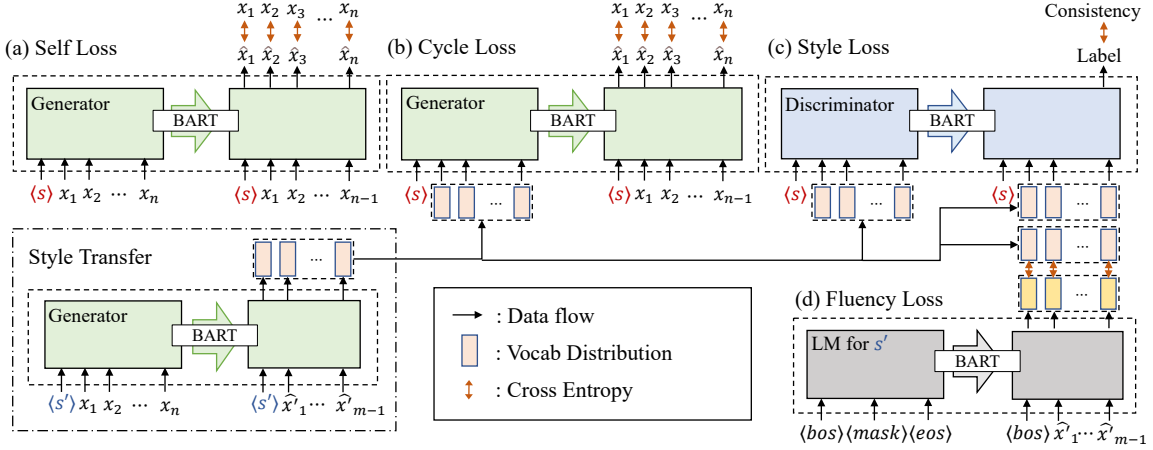 x₁ x₂ x₃ ... xₙ
x̂₁ x̂₂ x̂₃ x̂ₙ
(a) Self Loss
Generator
BART
⟨s⟩ x₁ x₂ ... xₙ
⟨s⟩ x₁ x₂ ... xₙ₋₁
x₁ x₂ x₃ ... xₙ
x̂₁ x̂₂ x̂₃ x̂ₙ
(b) Cycle Loss
Generator
BART
⟨s⟩ ...
⟨s⟩ x₁ x₂ ... xₙ₋₁
Consistency
Label
(c) Style Loss
Discriminator
BART
⟨s⟩ ...
⟨s⟩ ...
...
...
Style Transfer
...
Generator
BART
⟨s′⟩ x₁ x₂ ... xₙ
⟨s′⟩ x̂′₁ ... x̂′ₘ₋₁
: Data flow
: Vocab Distribution
: Cross Entropy
(d) Fluency Loss
LM for s′
BART
⟨bos⟩⟨mask⟩⟨eos⟩
⟨bos⟩ x̂′₁ ... x̂′ₘ₋₁